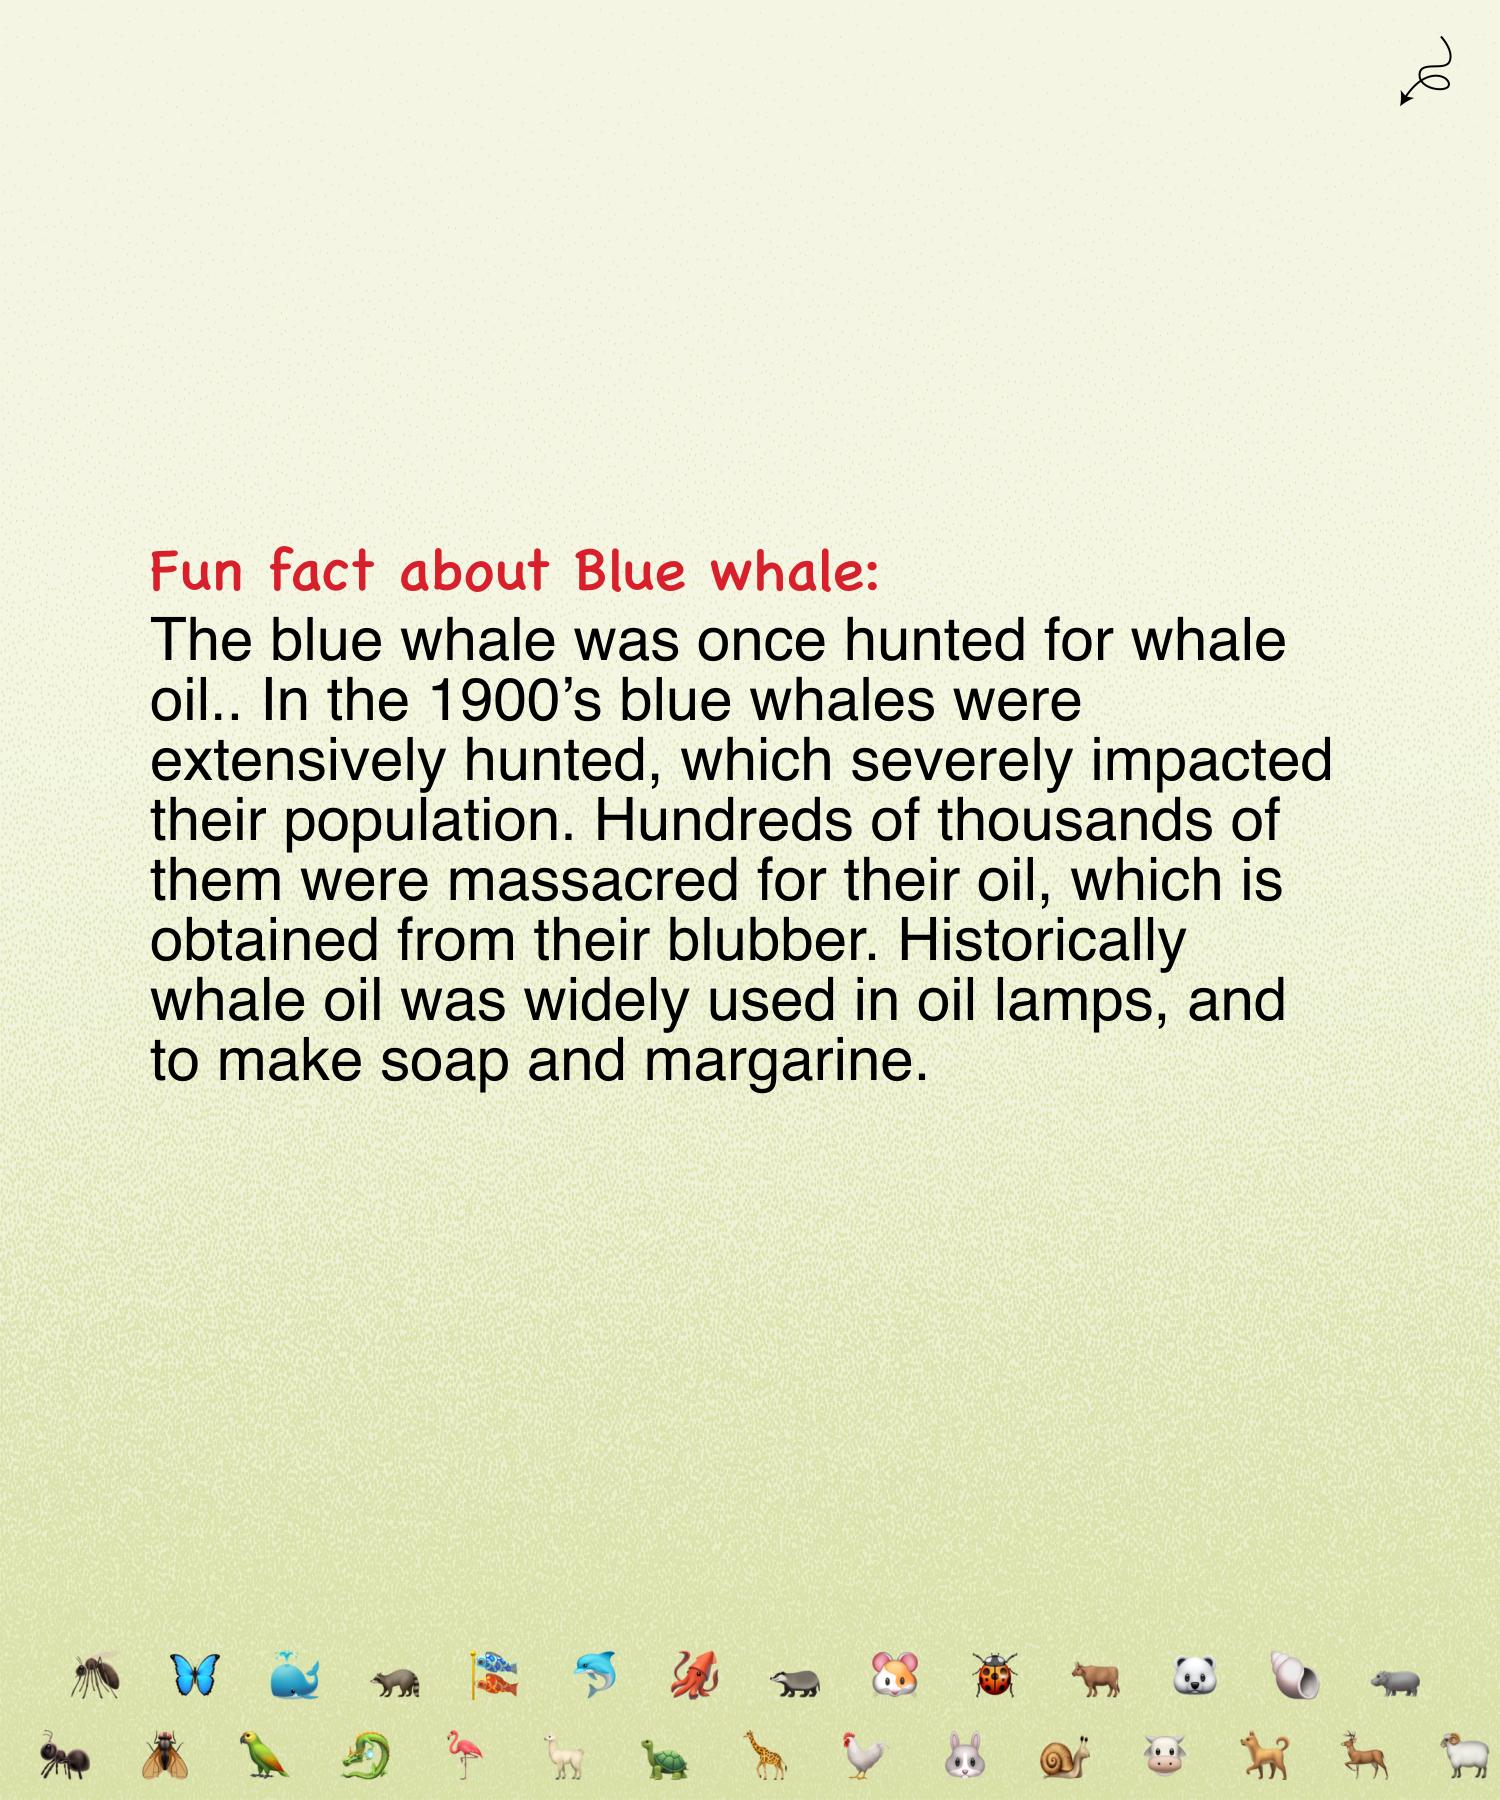 Fun fact about Blue whale:
The blue whale was once hunted for whale
oil.. In the 1900’s blue whales were
extensively hunted, which severely impacted
their population. Hundreds of thousands of
them were massacred for their oil, which is
obtained from their blubber. Historically
whale oil was widely used in oil lamps, and
to make soap and margarine.